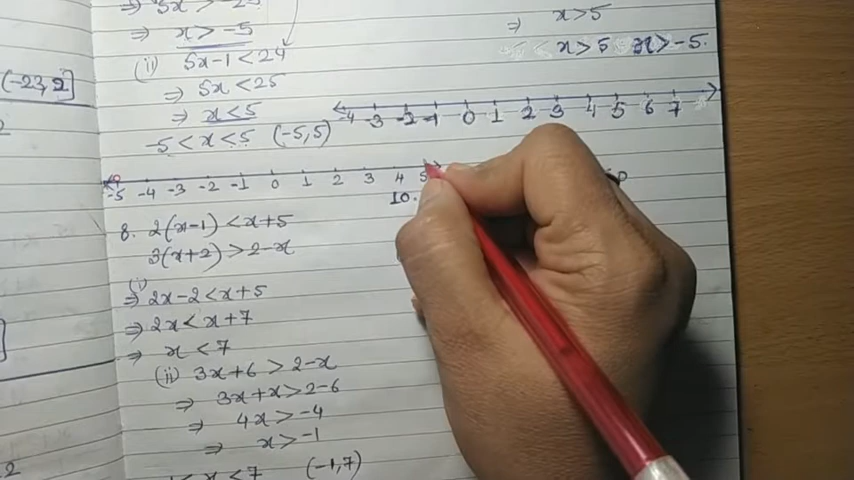 ⇒ 5x > -25
⇒ x > -5
(ii) 5x-1 < 24
⇒ 5x < 25
⇒ x < 5
-5 < x < 5 (-5,5)
-5 -4 -3 -2 -1 0 1 2 3 4 5
8. 2(x-1) < x+5
3(x+2) > 2-x
(i)
⇒ 2x-2 < x+5
⇒ 2x < x+7
⇒ x < 7
(ii) 3x+6 > 2-x
⇒ 3x+x > 2-6
⇒ 4x > -4
⇒ x > -1
< x < 7 (-1,7)
(-23,2]
2
⇒ x > 5
x > 5 x > -5.
-4 -3 -2 -1 0 1 2 3 4 5 6 7
10.